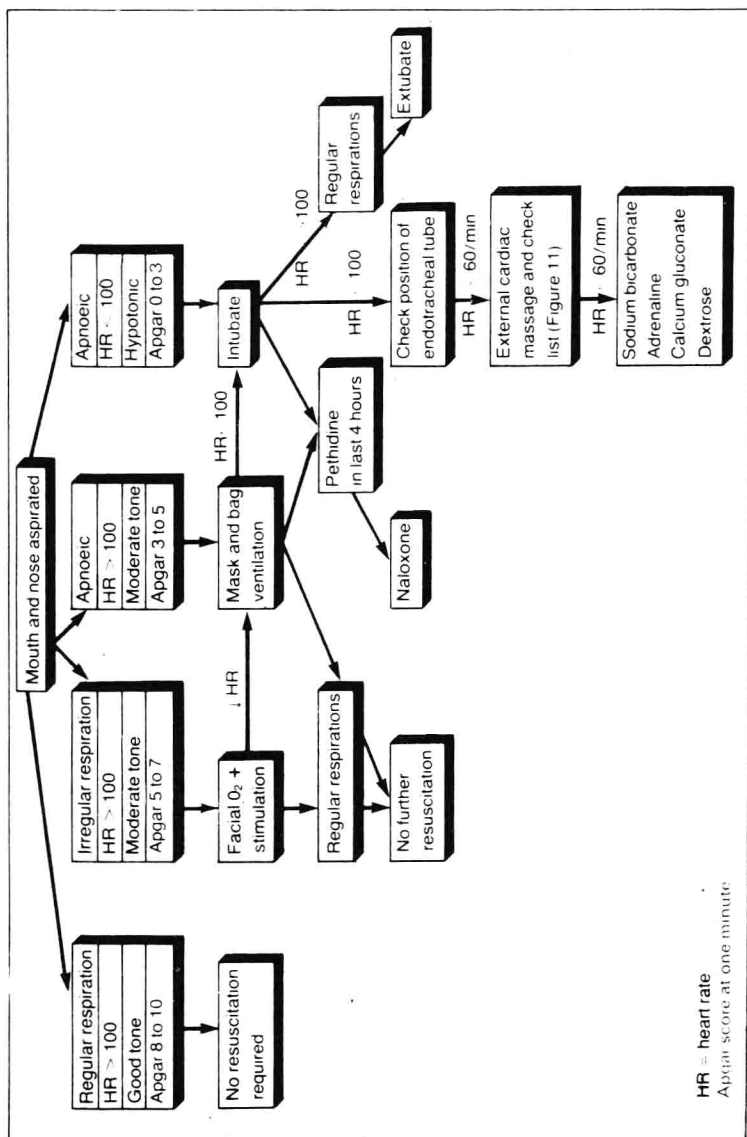 Mouth and nose aspirated
Regular respiration
HR > 100
Good tone
Apgar 8 to 10
Irregular respiration
HR > 100
Moderate tone
Apgar 5 to 7
Apnoeic
HR > 100
Moderate tone
Apgar 3 to 5
Apnoeic
HR < 100
Hypotonic
Apgar 0 to 3
No resuscitation
required
Facial O₂ +
stimulation
↓ HR
Mask and bag
ventilation
HR 100
Intubate
Regular respirations
No further
resuscitation
Pethidine
in last 4 hours
Naloxone
HR 100
Check position of
endotracheal tube
HR 60/min
External cardiac
massage and check
list (Figure 11)
HR 60/min
Sodium bicarbonate
Adrenaline
Calcium gluconate
Dextrose
HR 100
Regular
respirations
Extubate
HR = heart rate
Apgar score at one minute